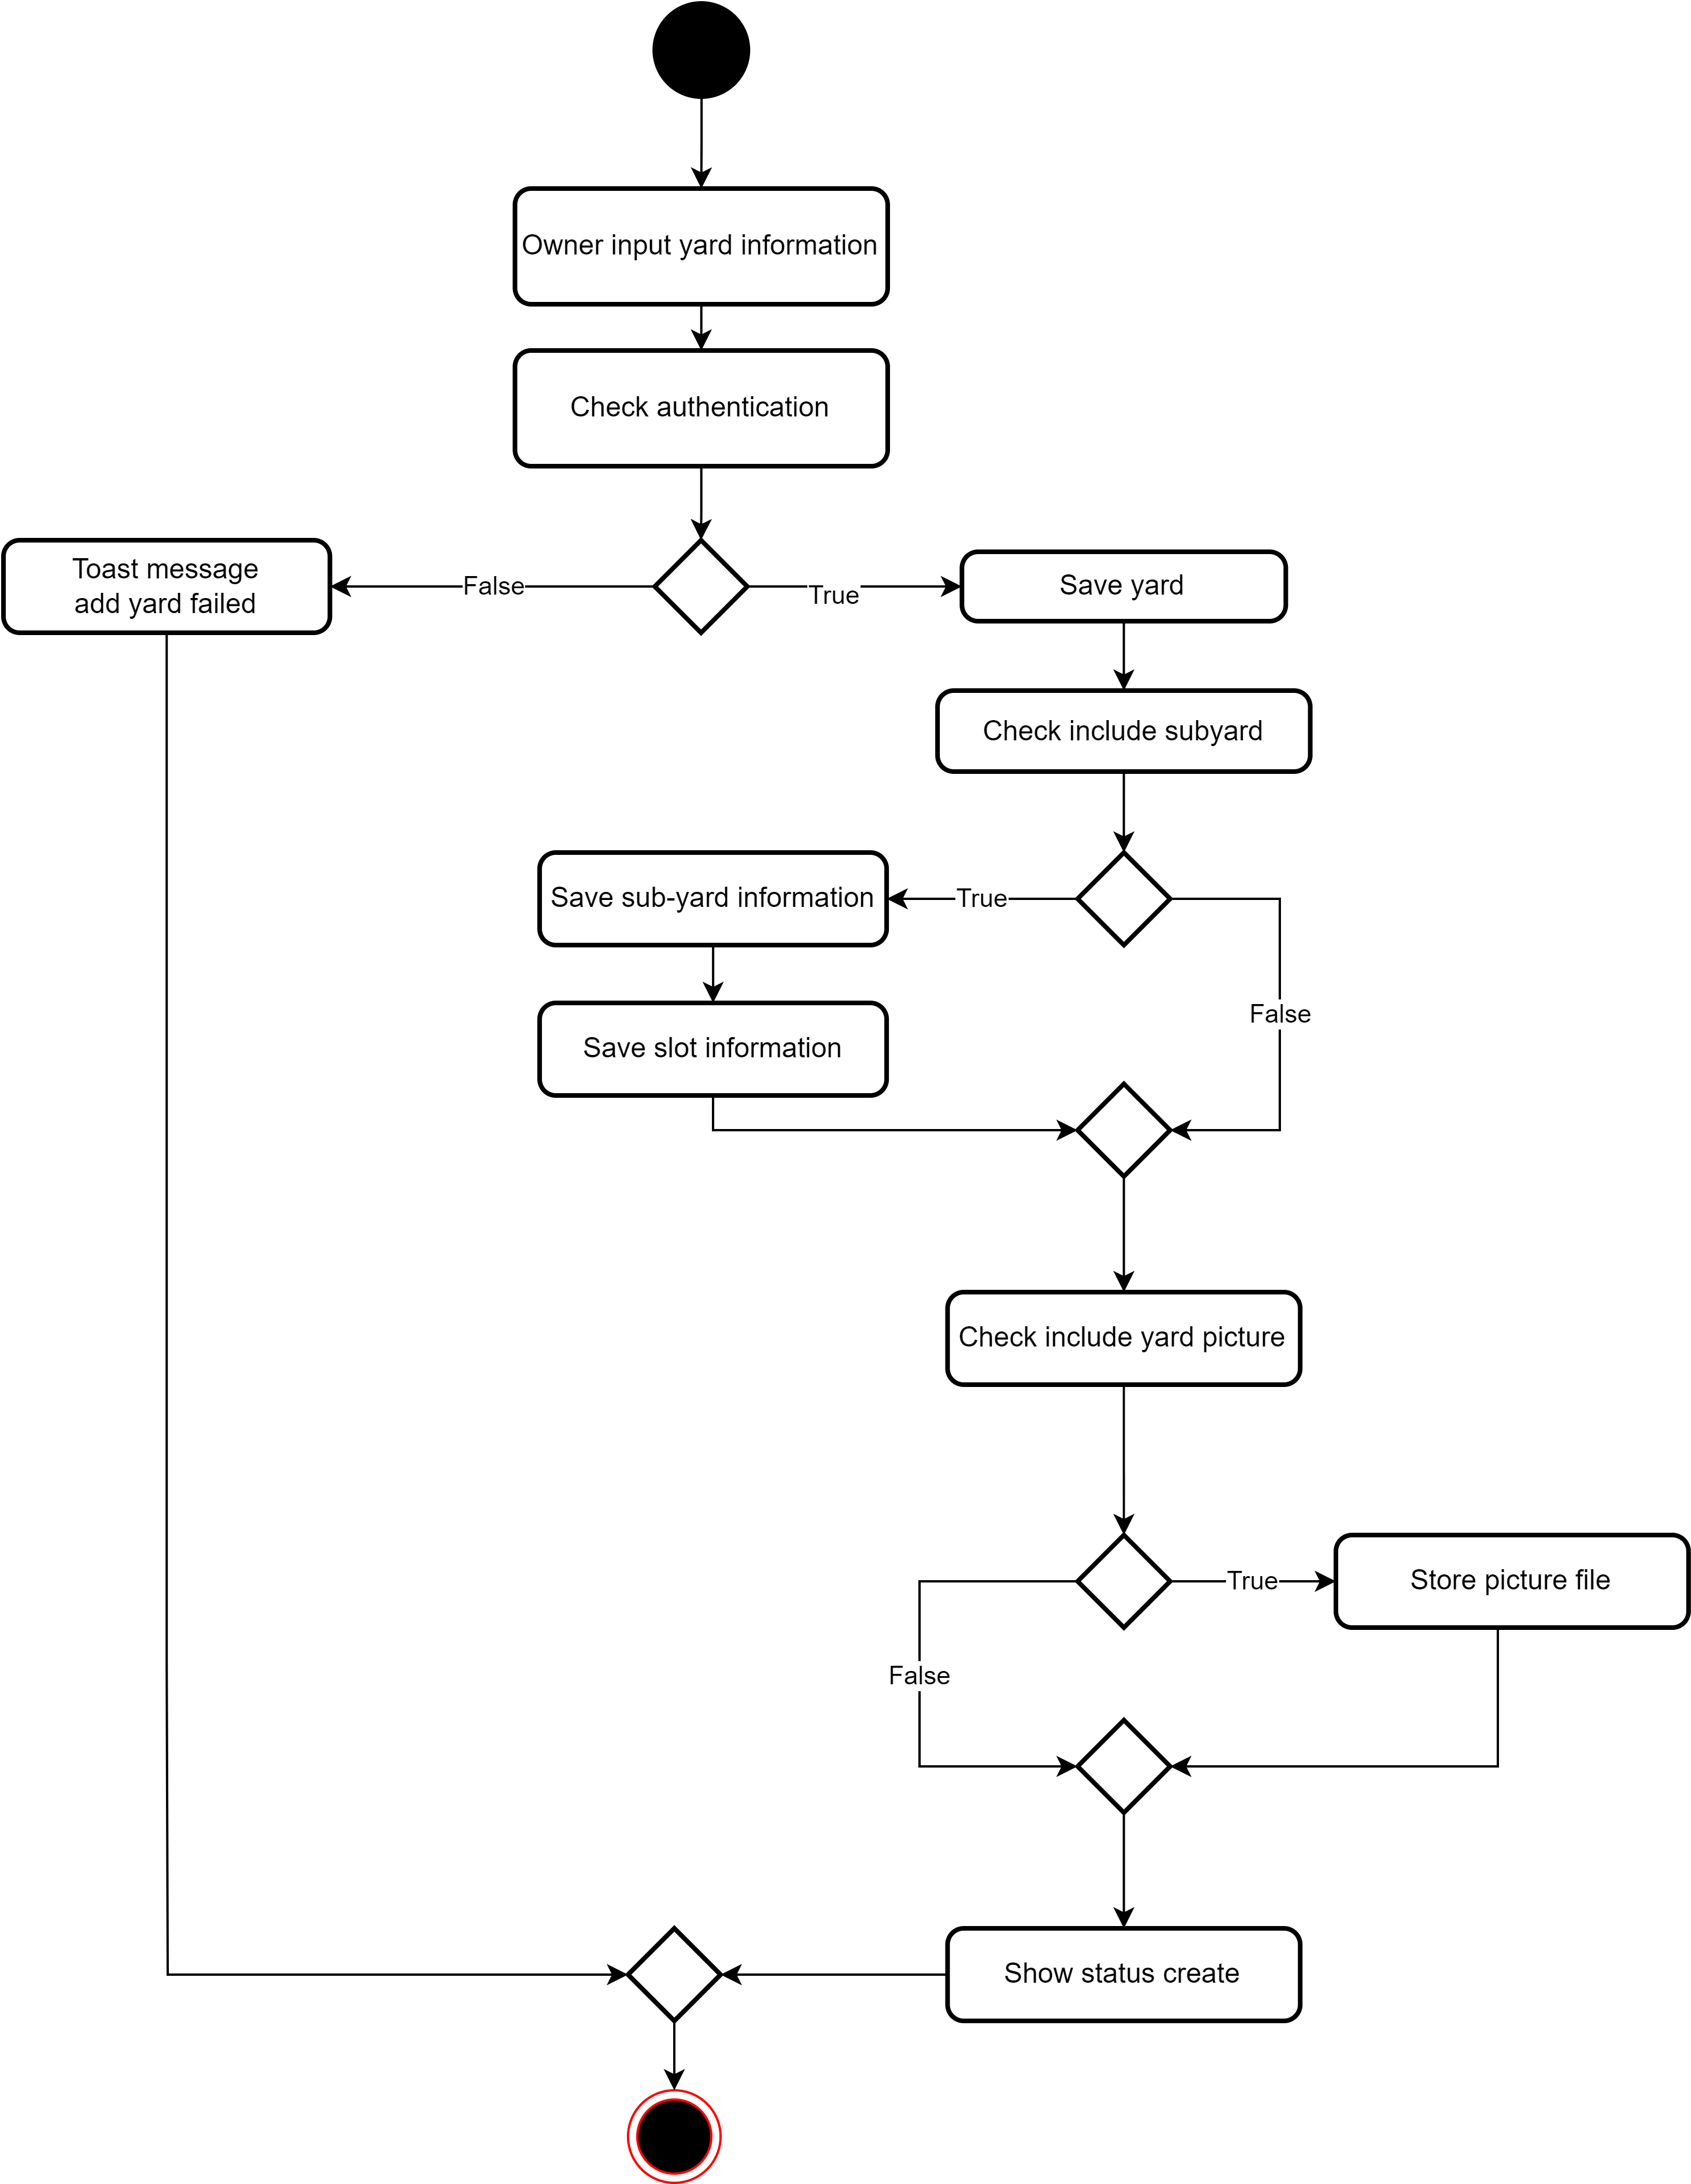 Owner input yard information
Check authentication
Toast message
add yard failed
False
True
Save yard
Check include subyard
Save sub-yard information
True
False
Save slot information
Check include yard picture
True
Store picture file
False
Show status create